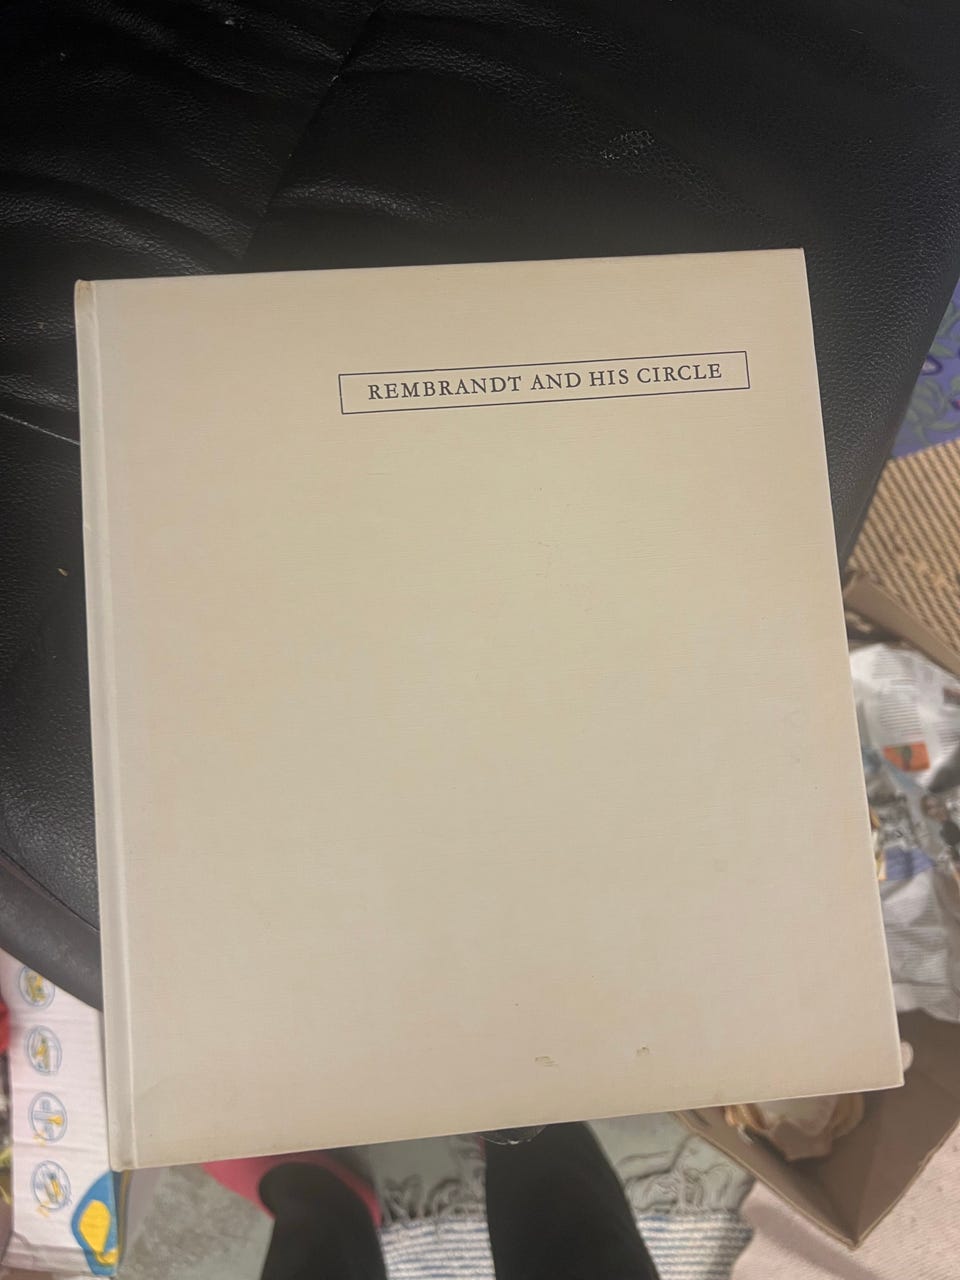 REMBRANDT AND HIS CIRCLE